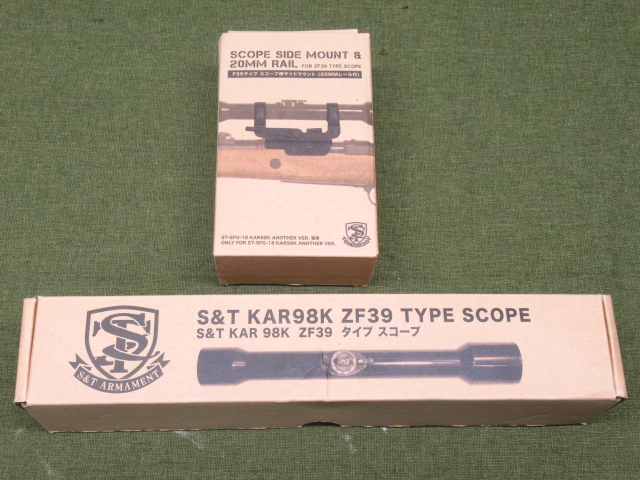 SCOPE SIDE MOUNT &
20MM RAIL FOR ZF39 TYPE SCOPE
F39タイプ スコープ用サイドマウント (20MMレール付)
ST-SPG-18 KAR98K ANOTHER VER. 専用
ONLY FOR ST-SPG-18 KAR98K ANOTHER VER.
S&T KAR98K ZF39 TYPE SCOPE
S&T KAR 98K ZF39 タイプ スコープ
S&T ARMAMENT